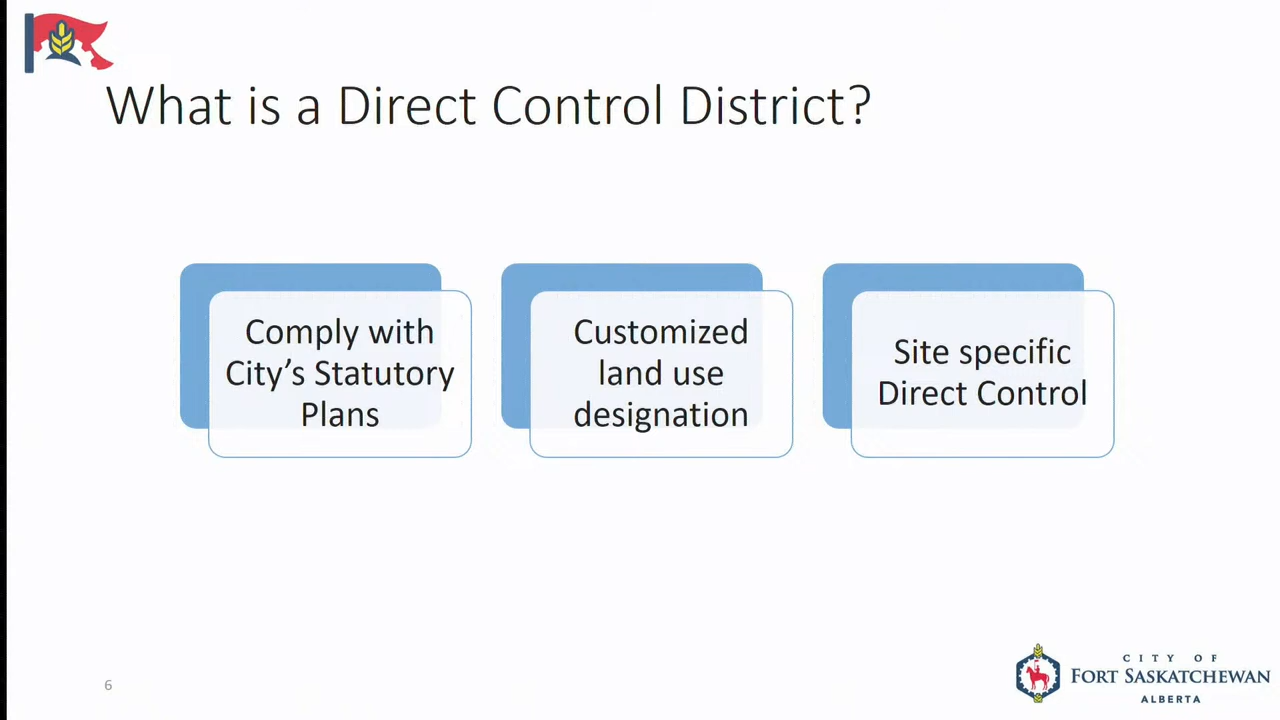 What is a Direct Control District?
Comply with
City's Statutory
Plans
Customized
land use
designation
Site specific
Direct Control
6
CITY OF
FORT SASKATCHEWAN
ALBERTA